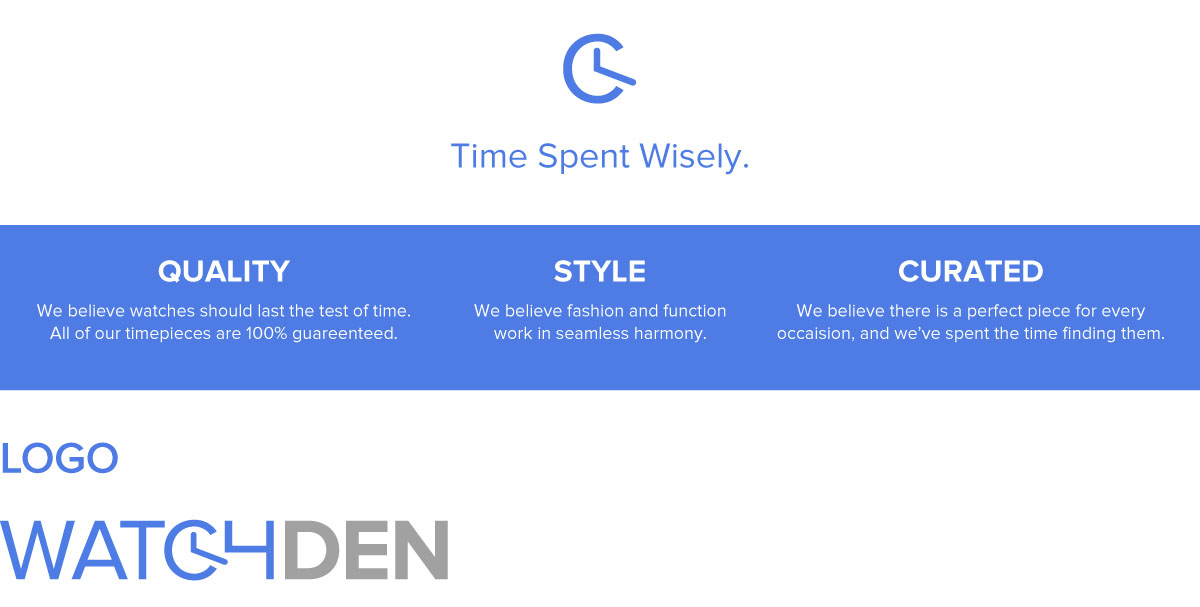 Time Spent Wisely.
QUALITY
We believe watches should last the test of time.
All of our timepieces are 100% guareenteed.
STYLE
We believe fashion and function
work in seamless harmony.
CURATED
We believe there is a perfect piece for every
occaision, and we’ve spent the time finding them.
LOGO
WATCHDEN